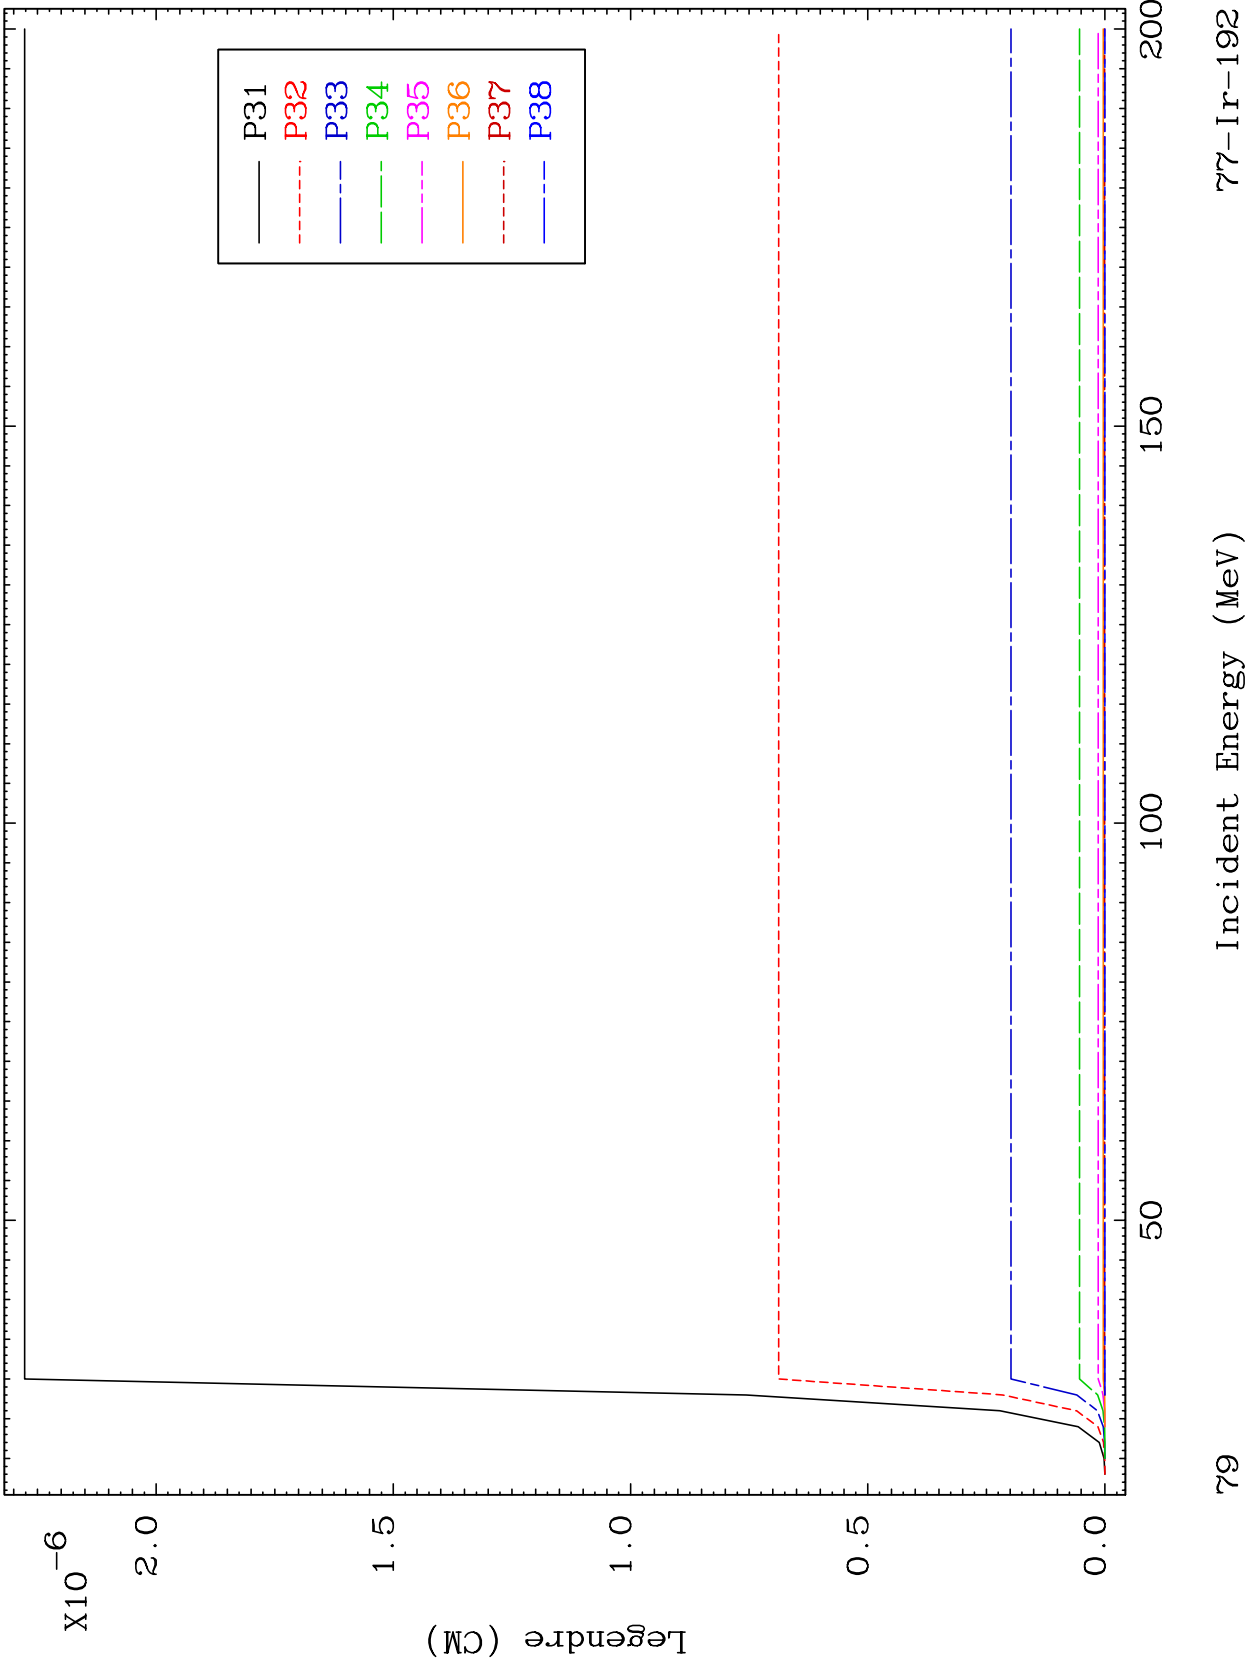 X10-6
2.0
1.5
1.0
0.5
0.0
Legendre (CM)
P31
P32
P33
P34
P35
P36
P37
P38
50
100
150
200
Incident Energy (MeV)
79
77-Ir-192